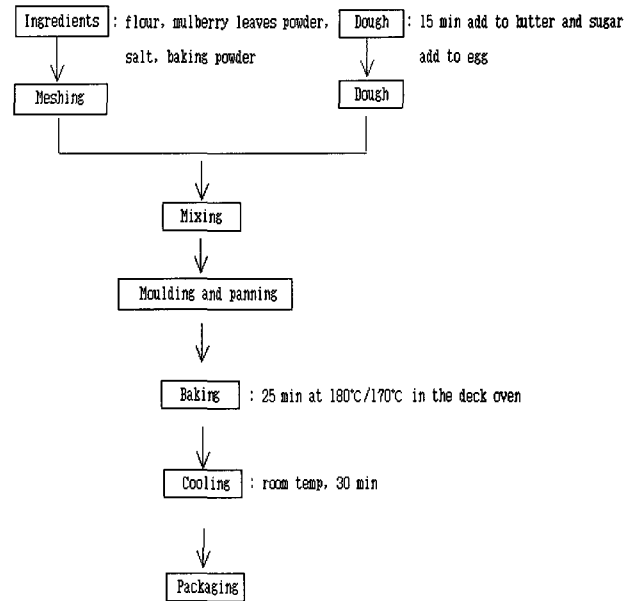 Ingredients : flour, mulberry leaves powder, Dough : 15 min add to butter and sugar
salt, baking powder add to egg
Meshing Dough
Mixing
Moulding and panning
Baking : 25 min at 180℃/170℃ in the deck oven
Cooling : room temp, 30 min
Packaging